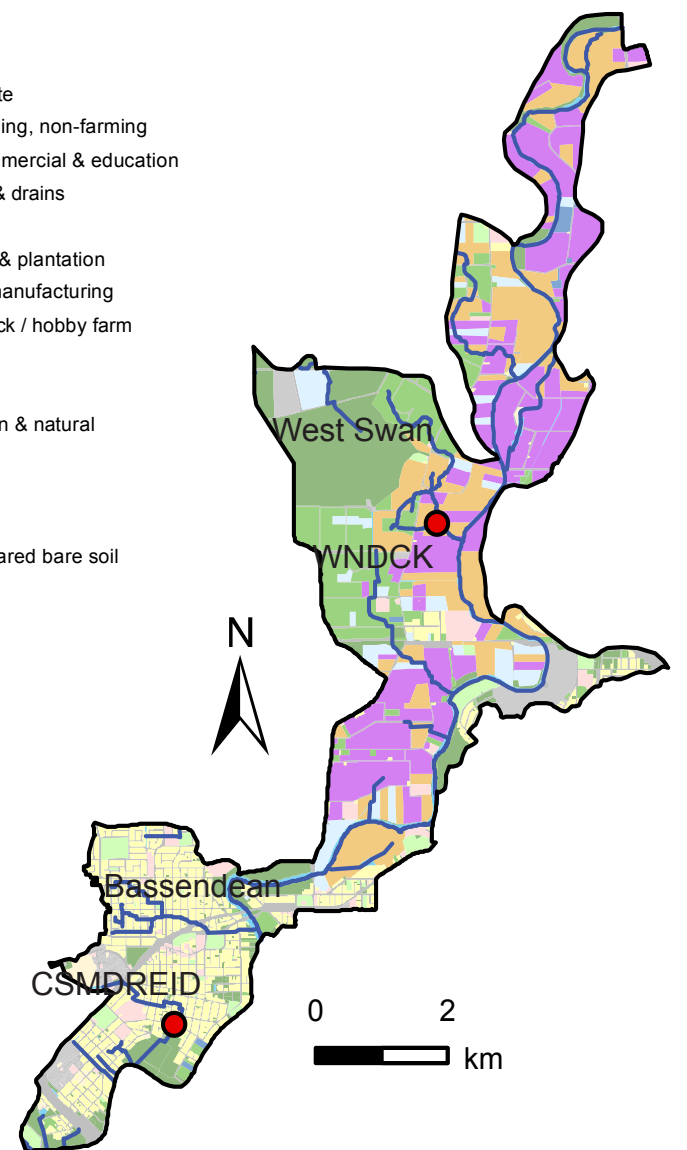 te
ing, non-farming
mercial & education
& drains
& plantation
manufacturing
ck / hobby farm
n & natural
ared bare soil
West Swan
WNDCK
N
Bassendean
CSMDREID
0 2
km